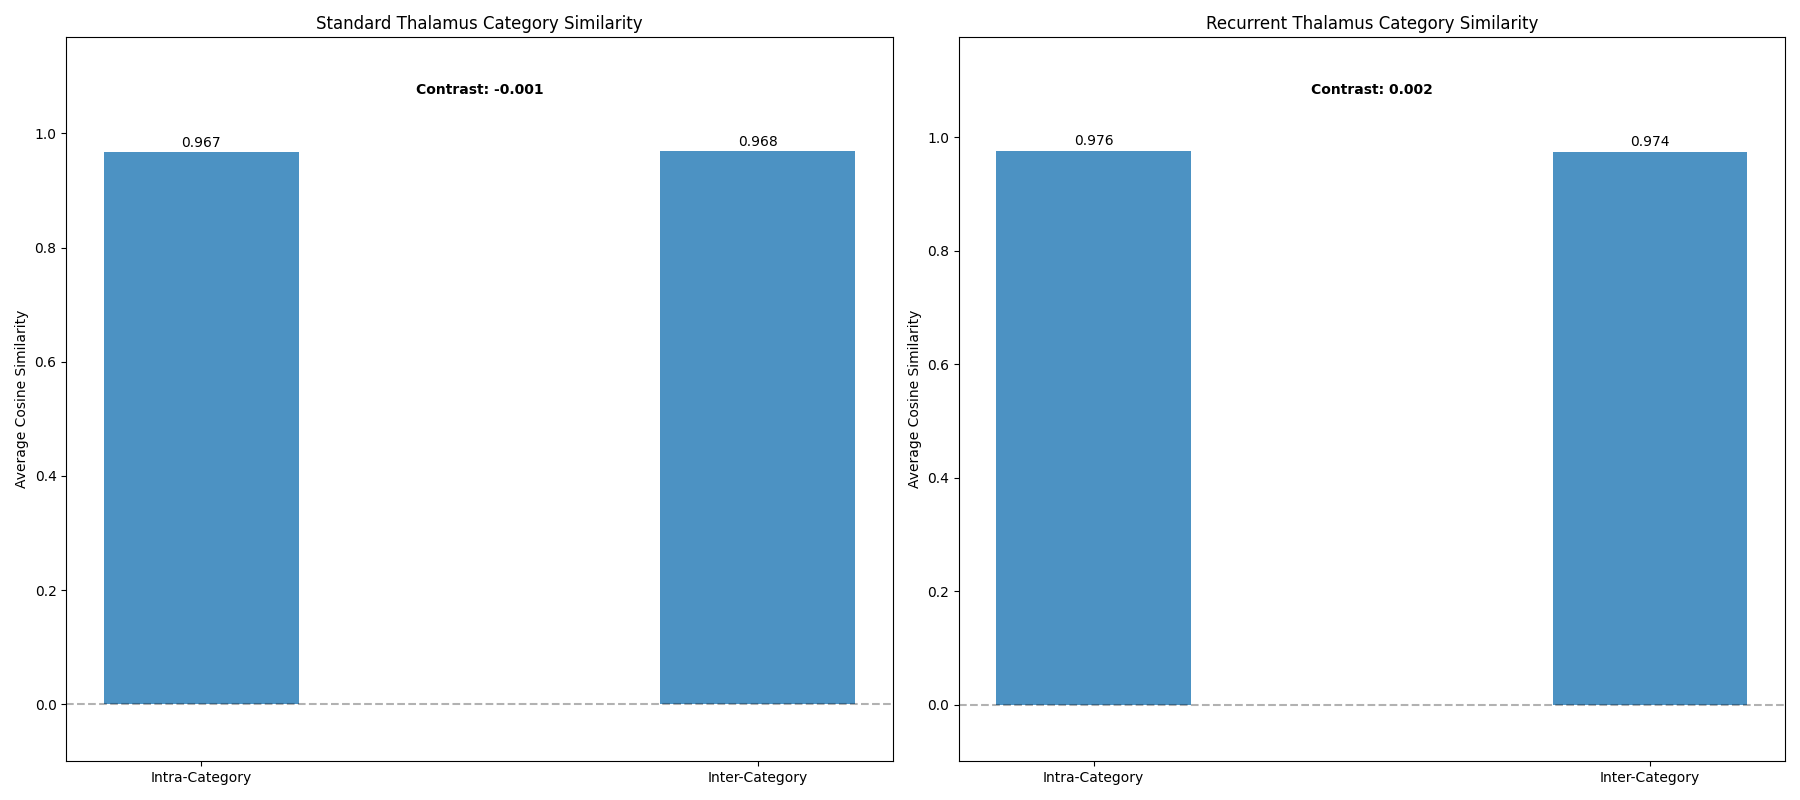 Standard Thalamus Category Similarity
Contrast: -0.001
0.967
0.968
1.0
0.8
0.6
0.4
0.2
0.0
Average Cosine Similarity
Intra-Category
Inter-Category
Recurrent Thalamus Category Similarity
Contrast: 0.002
0.976
0.974
1.0
0.8
0.6
0.4
0.2
0.0
Average Cosine Similarity
Intra-Category
Inter-Category